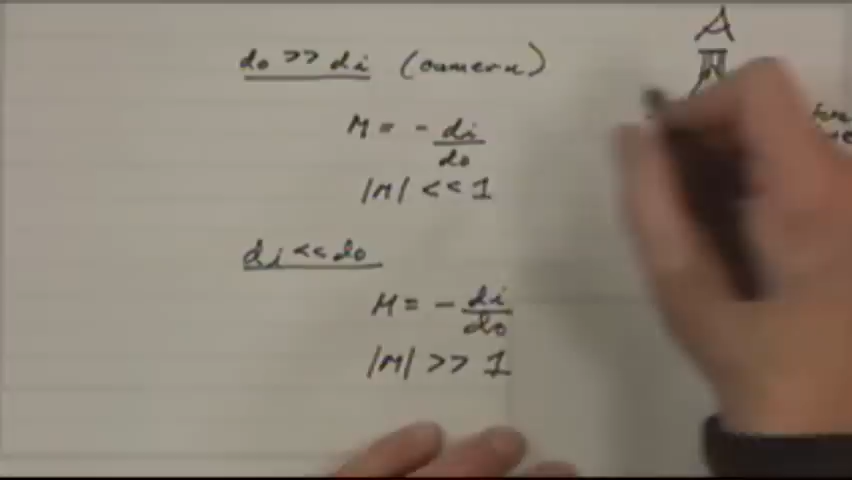 do >> di (camera)
M = - di/do
|M| << 1
di << do
M = - di/do
|M| >> 1